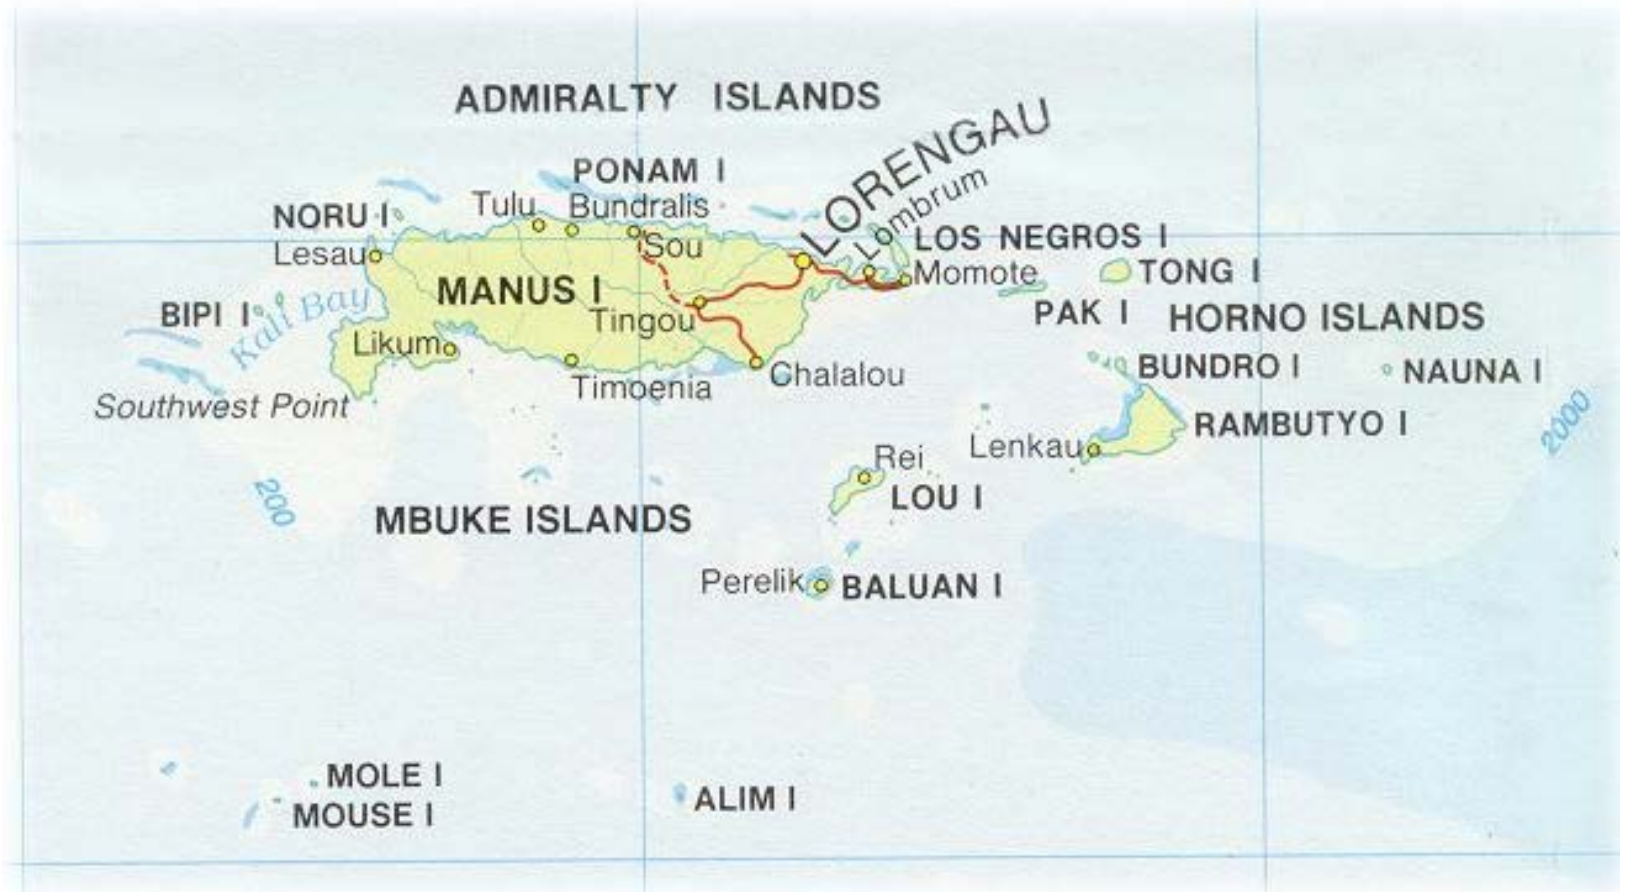 ADMIRALTY ISLANDS
LORENGAU
Lombrum
PONAM I
NORU I
Tulu
Bundralis
Lesau
Sou
LOS NEGROS I
Momote
TONG I
MANUS I
BIPI I
Kali Bay
Tingou
PAK I
HORNO ISLANDS
Likum
Timoenia
Chalalou
BUNDRO I
NAUNA I
Southwest Point
RAMBUTYO I
2000
Lenkau
Rei
LOU I
200
MBUKE ISLANDS
Perelik
BALUAN I
MOLE I
MOUSE I
ALIM I